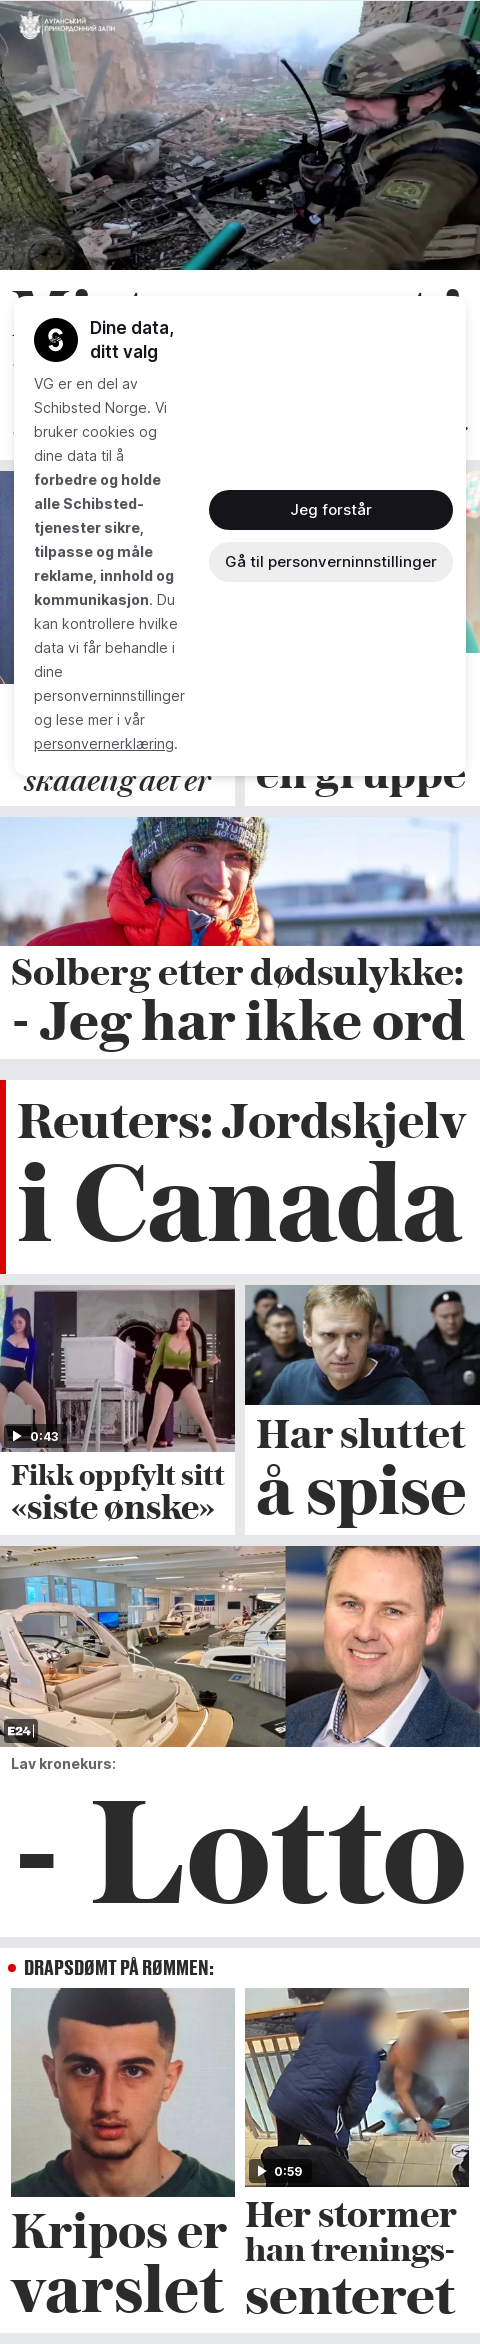 ЛУГАНСЬКИЙ
ПРИКОРДОННИЙ ЗАГІН
Dine data,
ditt valg
VG er en del av
Schibsted Norge. Vi
bruker cookies og
dine data til å
forbedre og holde
alle Schibsted-
tjenester sikre,
tilpasse og måle
reklame, innhold og
kommunikasjon. Du
kan kontrollere hvilke
data vi får behandle i
dine
personverninnstillinger
og lese mer i vår
personvernerklæring.
Jeg forstår
Gå til personverninnstillinger
skadelig det er
en gruppe
HYUNDAI
MOTORSPORT
Solberg etter dødsulykke:
- Jeg har ikke ord
Reuters: Jordskjelv
i Canada
0:43
Fikk oppfylt sitt
«siste ønske»
Har sluttet
å spise
BAVARIA
E24
Lav kronekurs:
- Lotto
DRAPSDØMT PÅ RØMMEN:
Kripos er
varslet
0:59
Her stormer
han trenings-
senteret